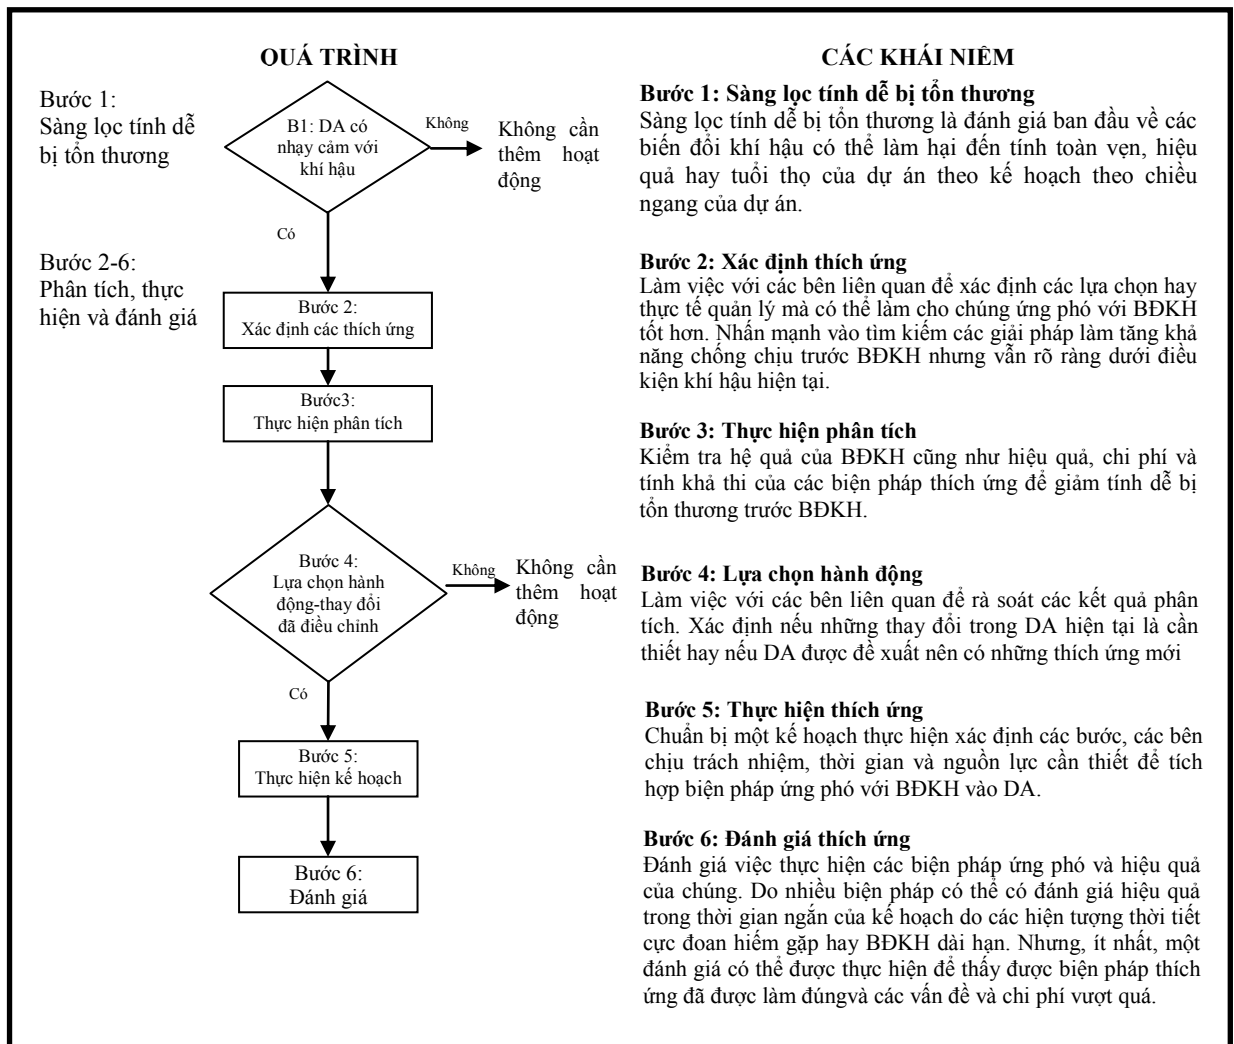 QUÁ TRÌNH
Bước 1:
Sàng lọc tính dễ
bị tổn thương
B1: DA có
nhạy cảm với
khí hậu
Không
Không cần
thêm hoạt
động
Có
Bước 2-6:
Phân tích, thực
hiện và đánh giá
Bước 2:
Xác định các thích ứng
Bước3:
Thực hiện phân tích
Bước 4:
Lựa chọn hành
động-thay đổi
đã điều chỉnh
Không
Không cần
thêm hoạt
động
Có
Bước 5:
Thực hiện kế hoạch
Bước 6:
Đánh giá
CÁC KHÁI NIÊM
Bước 1: Sàng lọc tính dễ bị tổn thương
Sàng lọc tính dễ bị tổn thương là đánh giá ban đầu về các
biến đổi khí hậu có thể làm hại đến tính toàn vẹn, hiệu
quả hay tuổi thọ của dự án theo kế hoạch theo chiều
ngang của dự án.
Bước 2: Xác định thích ứng
Làm việc với các bên liên quan để xác định các lựa chọn hay
thực tế quản lý mà có thể làm cho chúng ứng phó với BĐKH
tốt hơn. Nhấn mạnh vào tìm kiếm các giải pháp làm tăng khả
năng chống chịu trước BĐKH nhưng vẫn rõ ràng dưới điều
kiện khí hậu hiện tại.
Bước 3: Thực hiện phân tích
Kiểm tra hệ quả của BĐKH cũng như hiệu quả, chi phí và
tính khả thi của các biện pháp thích ứng để giảm tính dễ bị
tổn thương trước BĐKH.
Bước 4: Lựa chọn hành động
Làm việc với các bên liên quan để rà soát các kết quả phân
tích. Xác định nếu những thay đổi trong DA hiện tại là cần
thiết hay nếu DA được đề xuất nên có những thích ứng mới
Bước 5: Thực hiện thích ứng
Chuẩn bị một kế hoạch thực hiện xác định các bước, các bên
chịu trách nhiệm, thời gian và nguồn lực cần thiết để tích
hợp biện pháp ứng phó với BĐKH vào DA.
Bước 6: Đánh giá thích ứng
Đánh giá việc thực hiện các biện pháp ứng phó và hiệu quả
của chúng. Do nhiều biện pháp có thể có đánh giá hiệu quả
trong thời gian ngắn của kế hoạch do các hiện tượng thời tiết
cực đoan hiếm gặp hay BĐKH dài hạn. Nhưng, ít nhất, một
đánh giá có thể được thực hiện để thấy được biện pháp thích
ứng đã được làm đúngvà các vấn đề và chi phí vượt quá.